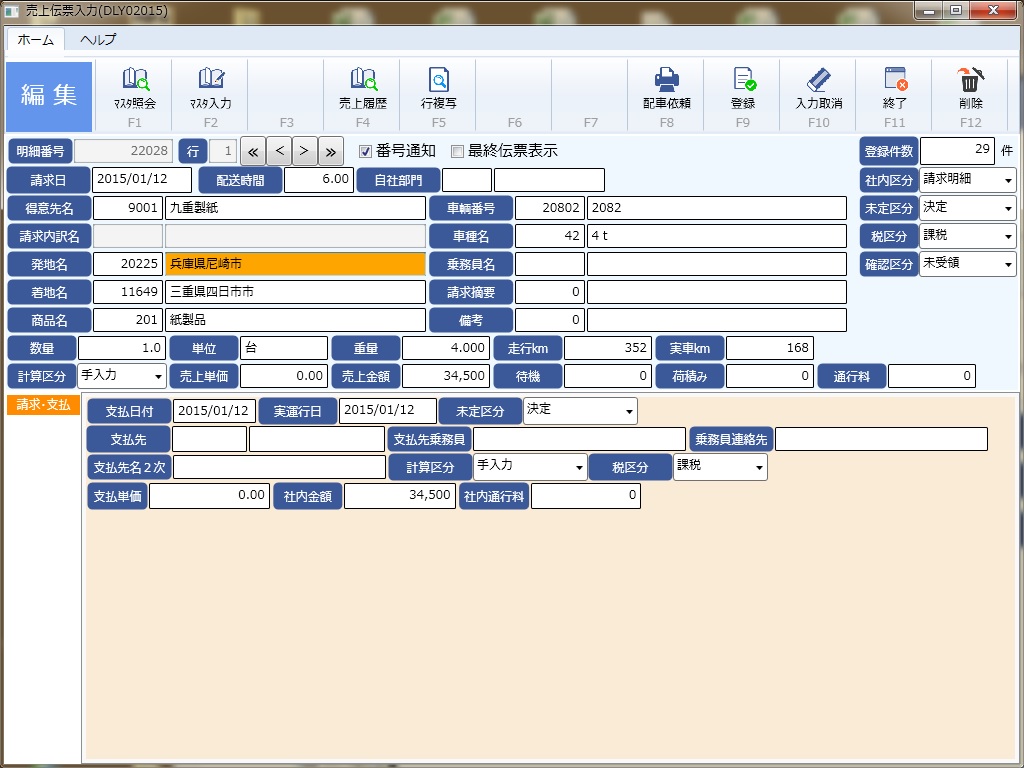 売上伝票入力(DLY02015)
ホーム ヘルプ
編集 ﾏｽﾀ照会 ﾏｽﾀ入力 売上履歴 行複写 配車依頼 登録 入力取消 終了 削除
F1 F2 F3 F4 F5 F6 F7 F8 F9 F10 F11 F12
明細番号 22028 行 1 « < > » 番号通知 最終伝票表示 登録件数 29 件
請求日 2015/01/12 配送時間 6.00 自社部門 社内区分 請求明細
得意先名 9001 九重製紙 車輌番号 20802 2082 未定区分 決定
請求内訳名 車種名 42 4ｔ 税区分 課税
発地名 20225 兵庫県尼崎市 乗務員名 確認区分 未受領
着地名 11649 三重県四日市市 請求摘要 0
商品名 201 紙製品 備考 0
数量 1.0 単位 台 重量 4.000 走行km 352 実車km 168
計算区分 手入力 売上単価 0.00 売上金額 34,500 待機 0 荷積み 0 通行料 0
請求·支払
支払日付 2015/01/12 実運行日 2015/01/12 未定区分 決定
支払先 支払先乗務員 乗務員連絡先
支払先名２次 計算区分 手入力 税区分 課税
支払単価 0.00 社内金額 34,500 社内通行料 0